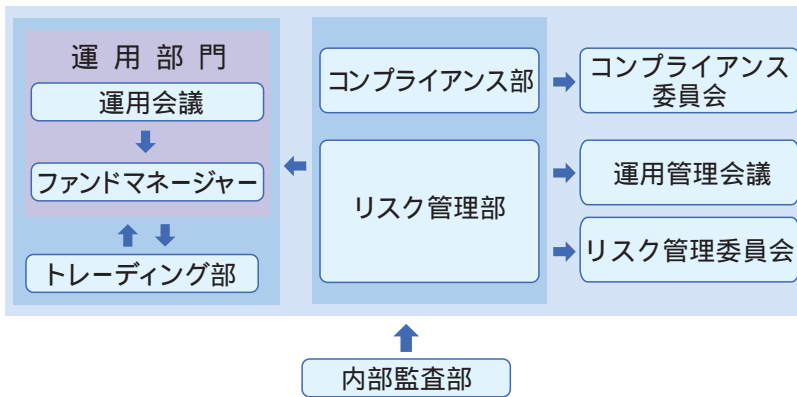 運用部門
運用会議
ファンドマネージャー
トレーディング部
コンプライアンス部
リスク管理部
コンプライアンス
委員会
運用管理会議
リスク管理委員会
内部監査部